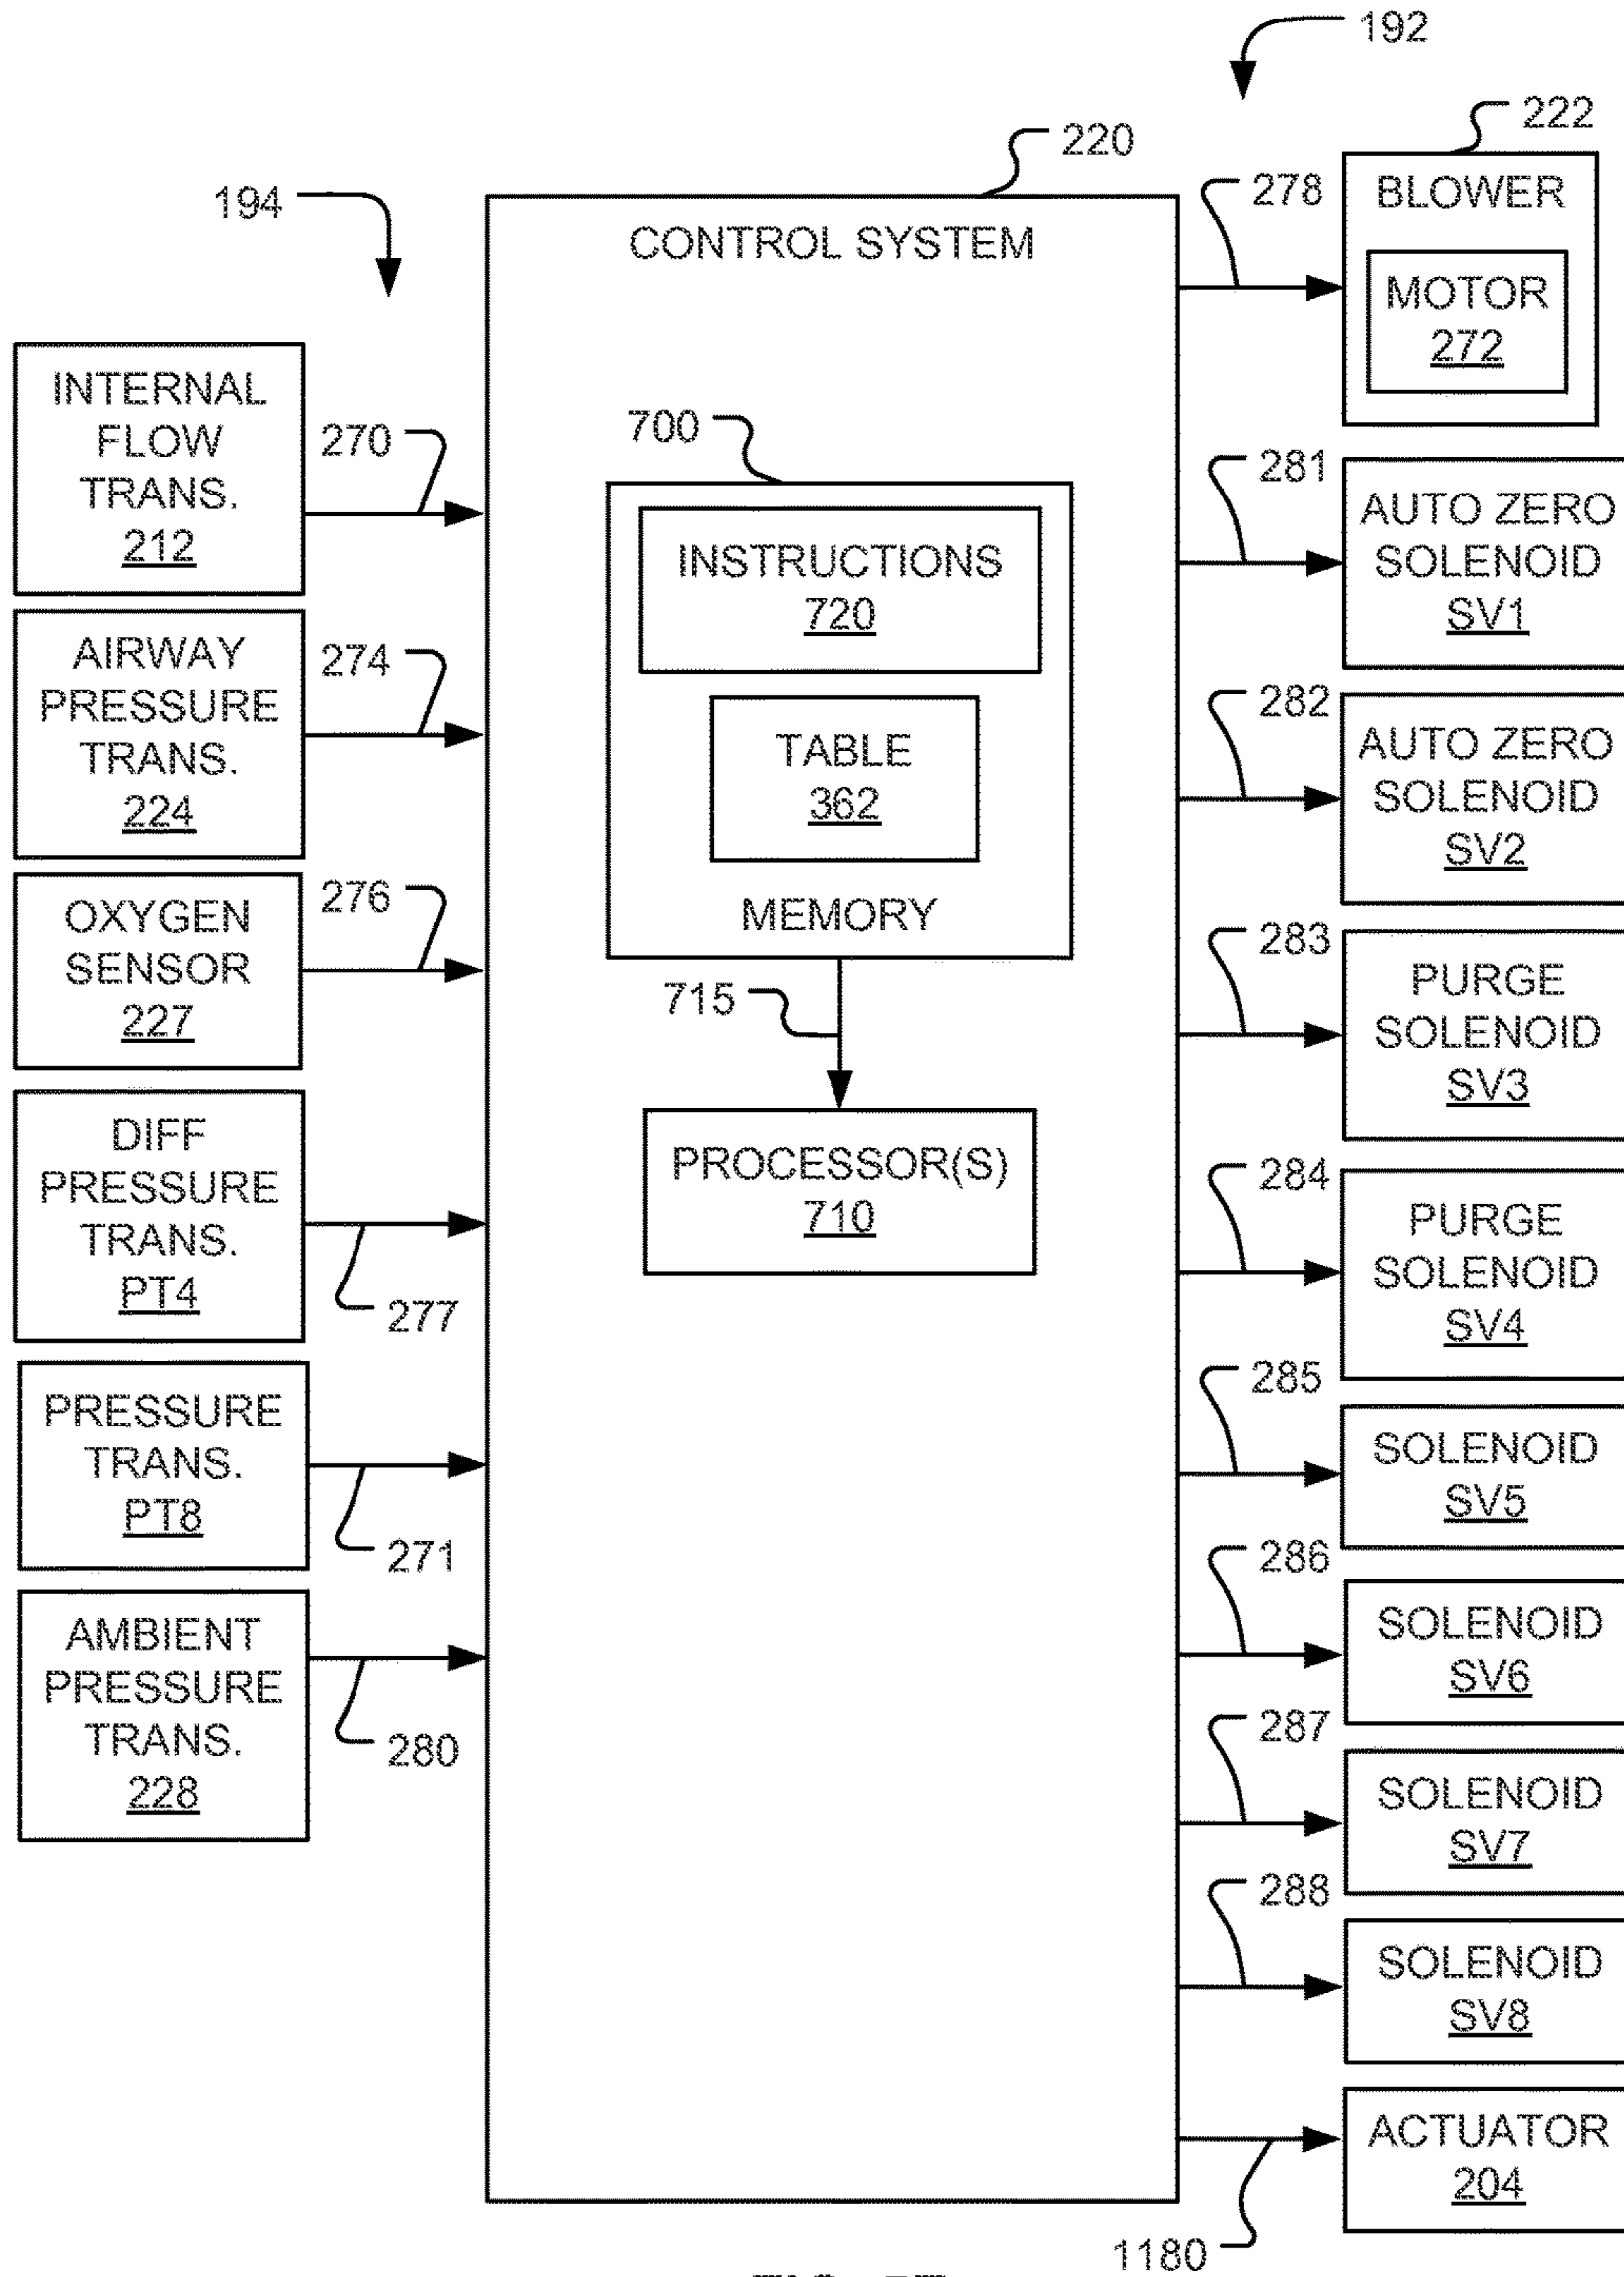 192
222
220
278
BLOWER
194
CONTROL SYSTEM
MOTOR
272
INTERNAL
FLOW
TRANS.
212
270
700
281
AUTO ZERO
SOLENOID
SV1
INSTRUCTIONS
720
AIRWAY
PRESSURE
TRANS.
224
274
282
AUTO ZERO
SOLENOID
SV2
TABLE
362
MEMORY
OXYGEN
SENSOR
227
276
283
PURGE
SOLENOID
SV3
715
DIFF
PRESSURE
TRANS.
PT4
277
PROCESSOR(S)
710
284
PURGE
SOLENOID
SV4
PRESSURE
TRANS.
PT8
271
285
SOLENOID
SV5
AMBIENT
PRESSURE
TRANS.
228
280
286
SOLENOID
SV6
287
SOLENOID
SV7
288
SOLENOID
SV8
ACTUATOR
204
1180